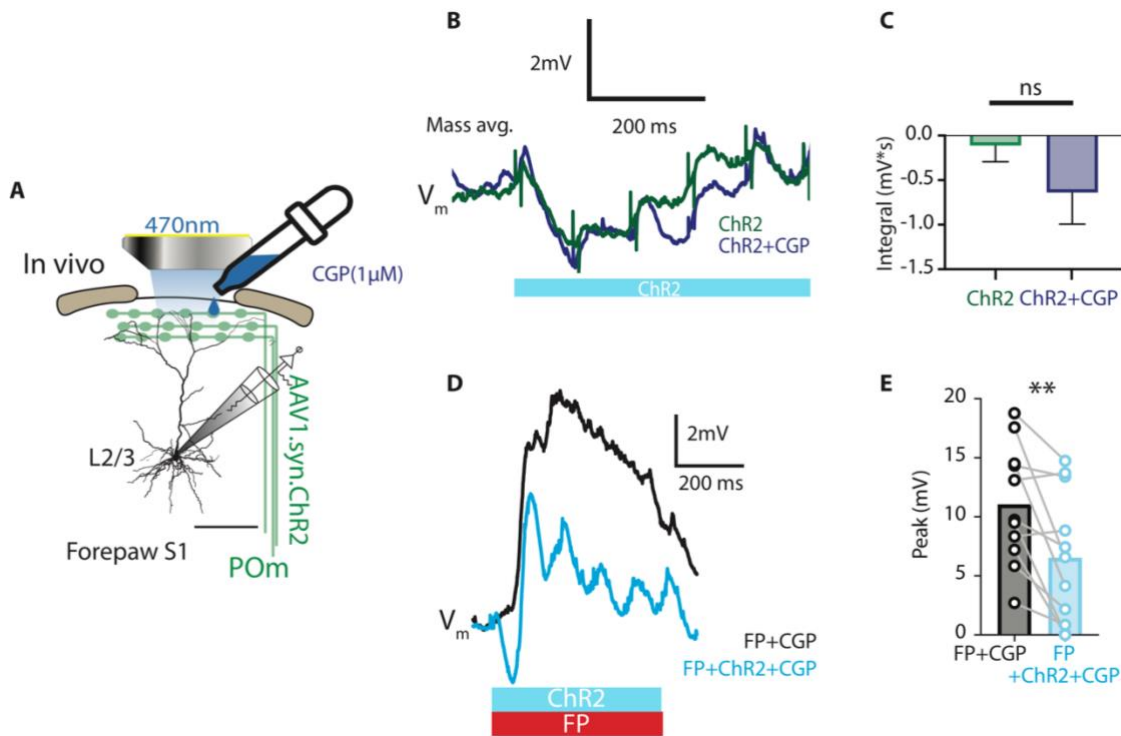 A
In vivo
470nm
CGP(1μM)
L2/3
AAV1.syn.ChR2
Forepaw S1
POm
B
2mV
200 ms
Mass avg.
Vm
ChR2
ChR2+CGP
ChR2
C
ns
Integral (mV*s)
0.0
-0.5
-1.0
-1.5
ChR2 ChR2+CGP
D
2mV
200 ms
Vm
FP+CGP
FP+ChR2+CGP
ChR2
FP
E
**
Peak (mV)
20
15
10
5
0
FP+CGP FP
+ChR2+CGP